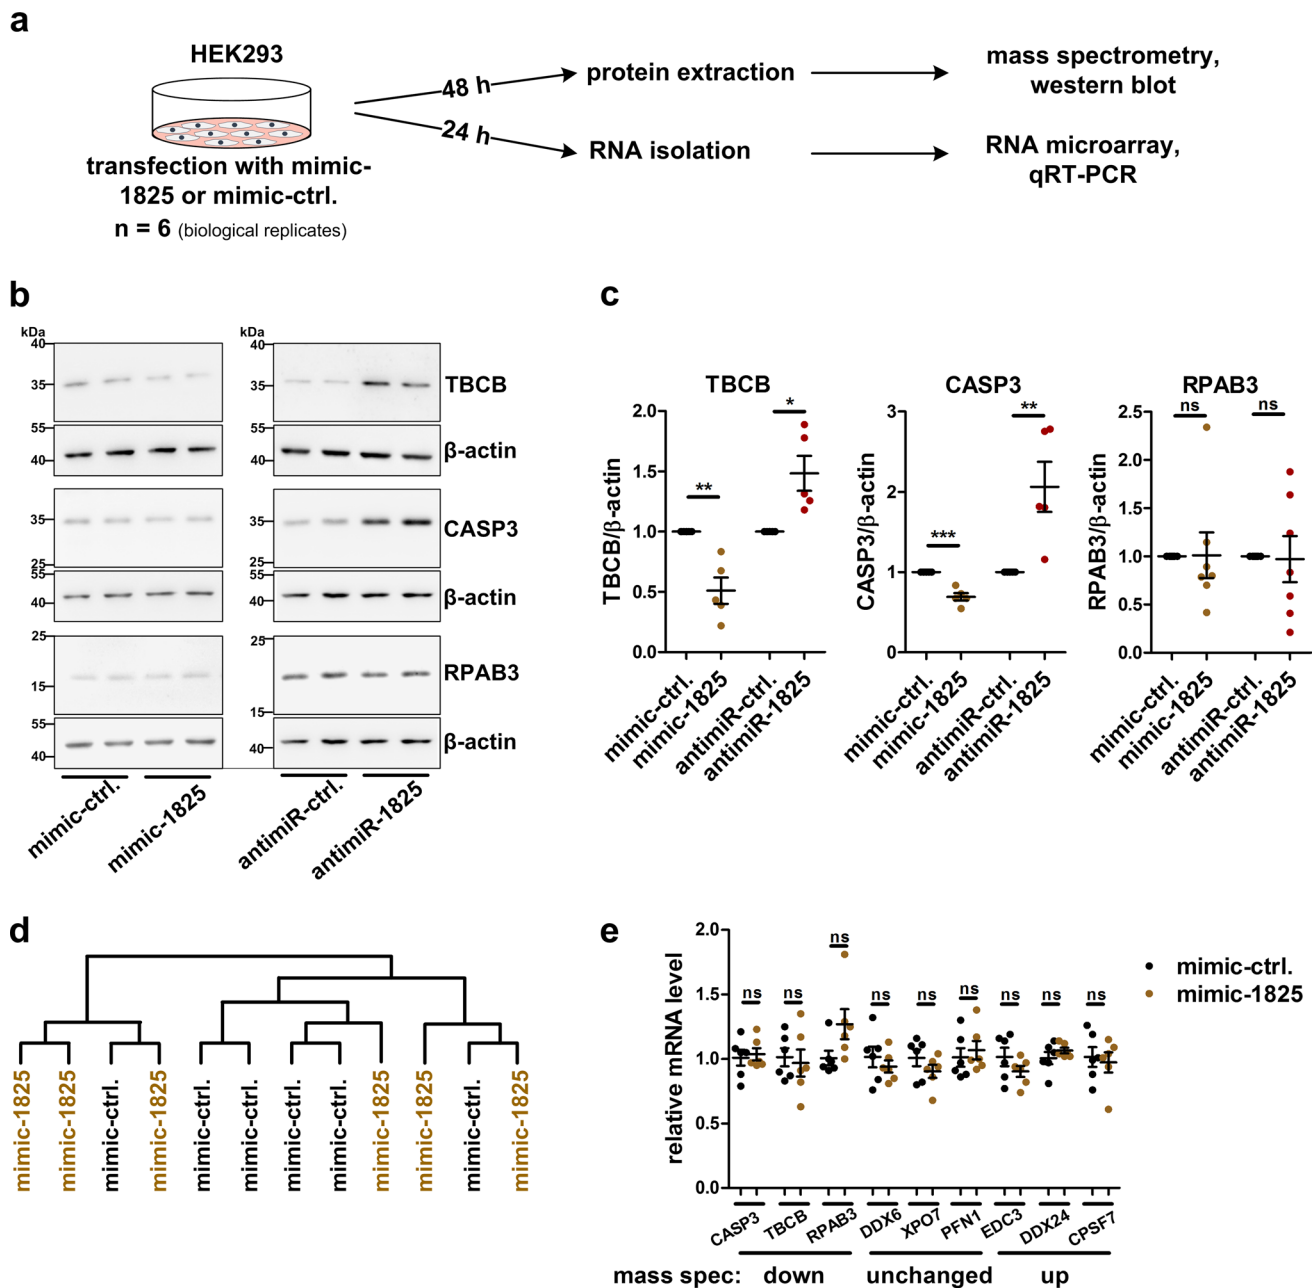 a
HEK293
48 h
24 h
protein extraction
RNA isolation
mass spectrometry,
western blot
RNA microarray,
qRT-PCR
transfection with mimic-
1825 or mimic-ctrl.
n = 6 (biological replicates)
b
kDa
40
35
55
40
35
25
55
40
25
15
55
40
kDa
40
35
55
40
35
25
55
40
25
15
40
TBCB
β-actin
CASP3
β-actin
RPAB3
β-actin
mimic-ctrl.
mimic-1825
antimiR-ctrl.
antimiR-1825
c
TBCB
TBCB/β-actin
2.0
1.5
1.0
0.5
0.0
**
*
mimic-ctrl.
mimic-1825
antimiR-ctrl.
antimiR-1825
CASP3
CASP3/β-actin
3
2
1
0
***
**
mimic-ctrl.
mimic-1825
antimiR-ctrl.
antimiR-1825
RPAB3
RPAB3/β-actin
2.5
2.0
1.5
1.0
0.5
0.0
ns
ns
mimic-ctrl.
mimic-1825
antimiR-ctrl.
antimiR-1825
d
mimic-1825
mimic-1825
mimic-ctrl.
mimic-1825
mimic-ctrl.
mimic-ctrl.
mimic-ctrl.
mimic-ctrl.
mimic-1825
mimic-1825
mimic-ctrl.
mimic-1825
e
relative mRNA level
2.0
1.5
1.0
0.5
0.0
ns
ns
ns
ns
ns
ns
ns
ns
ns
mimic-ctrl.
mimic-1825
CASP3
TBCB
RPAB3
DDX6
XPO7
PFN1
EDC3
DDX24
CPSF7
mass spec: down unchanged up